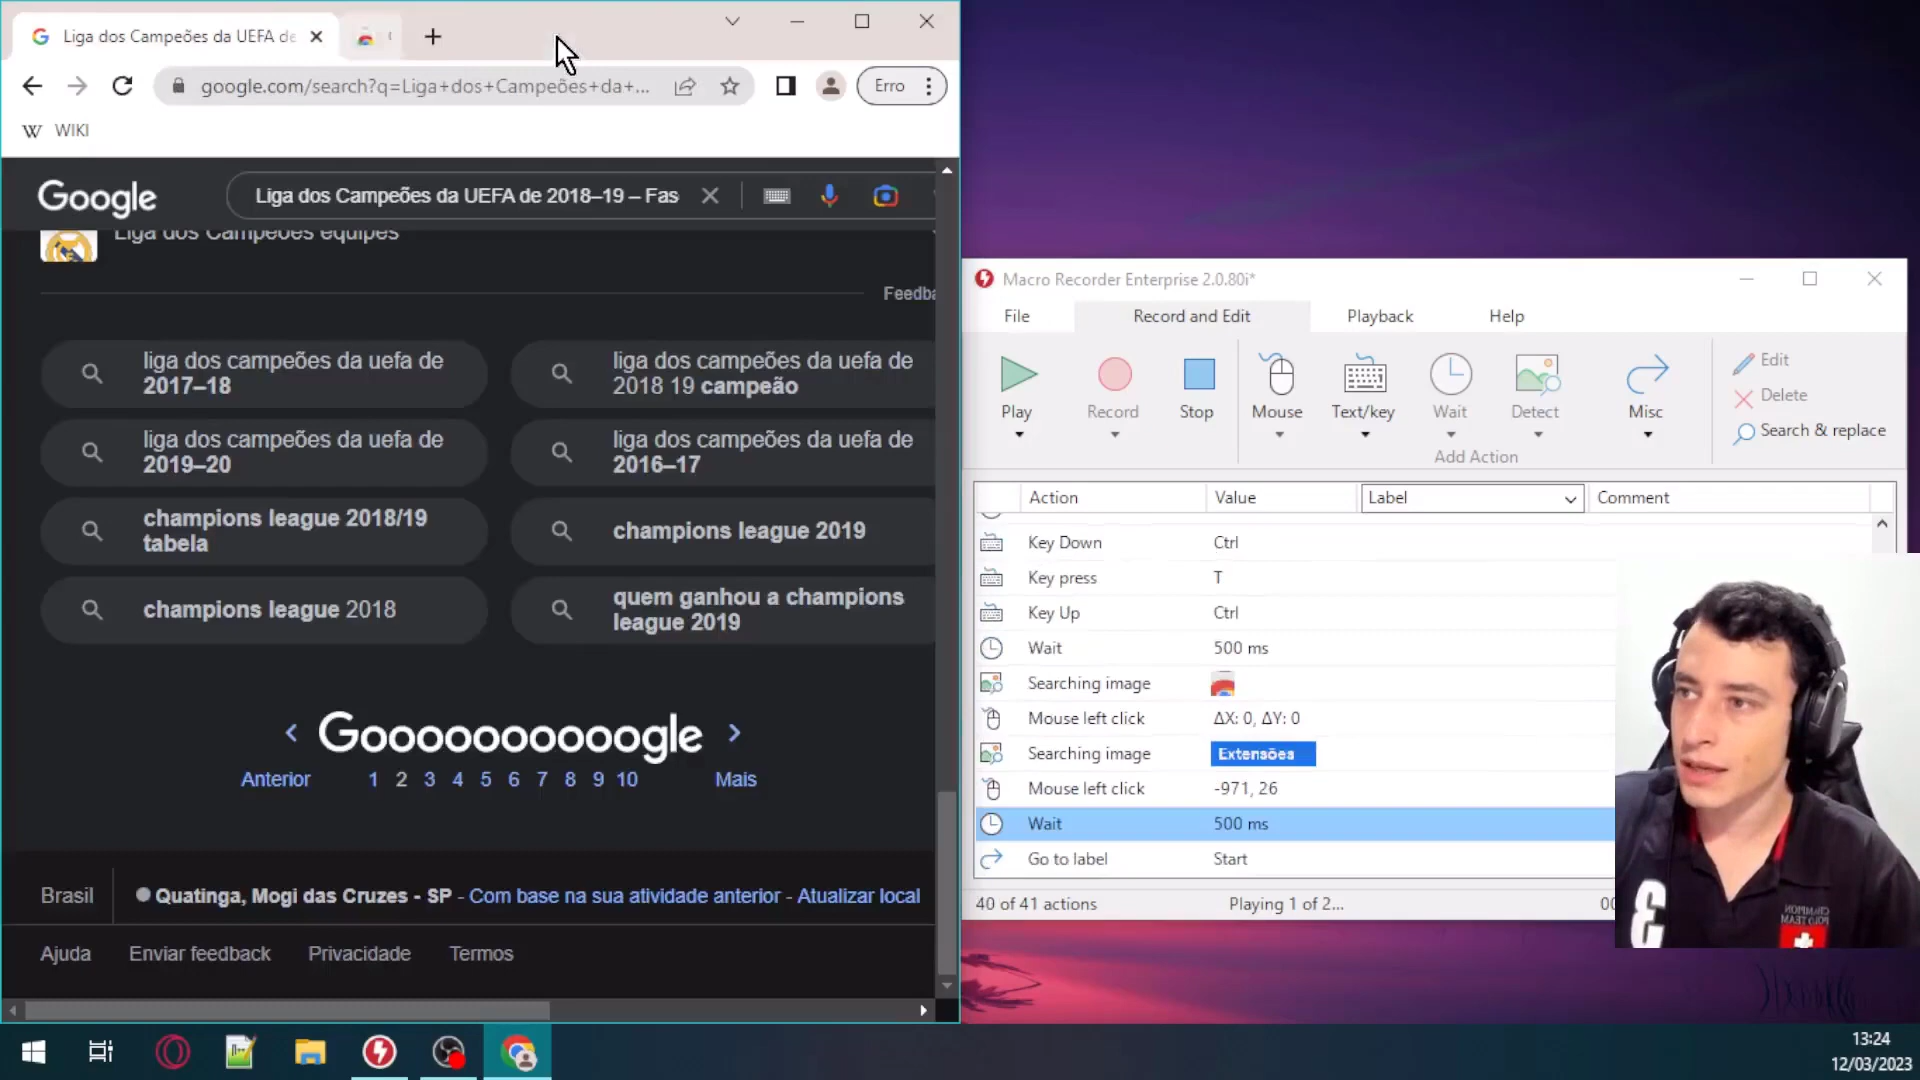 Liga dos Campeões da UEFA de
google.com/search?q=Liga+dos+Campeões+da+...
Erro
W WIKI
Google
Liga dos Campeões da UEFA de 2018–19 – Fas
Liga dos Campeões equipes
Feedba
liga dos campeões da uefa de
2017–18
liga dos campeões da uefa de
2018 19 campeão
liga dos campeões da uefa de
2019–20
liga dos campeões da uefa de
2016–17
champions league 2018/19
tabela
champions league 2019
champions league 2018
quem ganhou a champions
league 2019
Goooooooooogle
Anterior 1 2 3 4 5 6 7 8 9 10 Mais
Brasil
Quatinga, Mogi das Cruzes - SP - Com base na sua atividade anterior - Atualizar local
Ajuda Enviar feedback Privacidade Termos
Macro Recorder Enterprise 2.0.80i*
File Record and Edit Playback Help
Play Record Stop Mouse Text/key Wait Detect Misc
Edit
Delete
Search & replace
Add Action
Action Value Label Comment
Key Down Ctrl
Key press T
Key Up Ctrl
Wait 500 ms
Searching image
Mouse left click ΔX: 0, ΔY: 0
Searching image Extensões
Mouse left click -971, 26
Wait 500 ms
Go to label Start
40 of 41 actions Playing 1 of 2... 00
3
13:24
12/03/2023